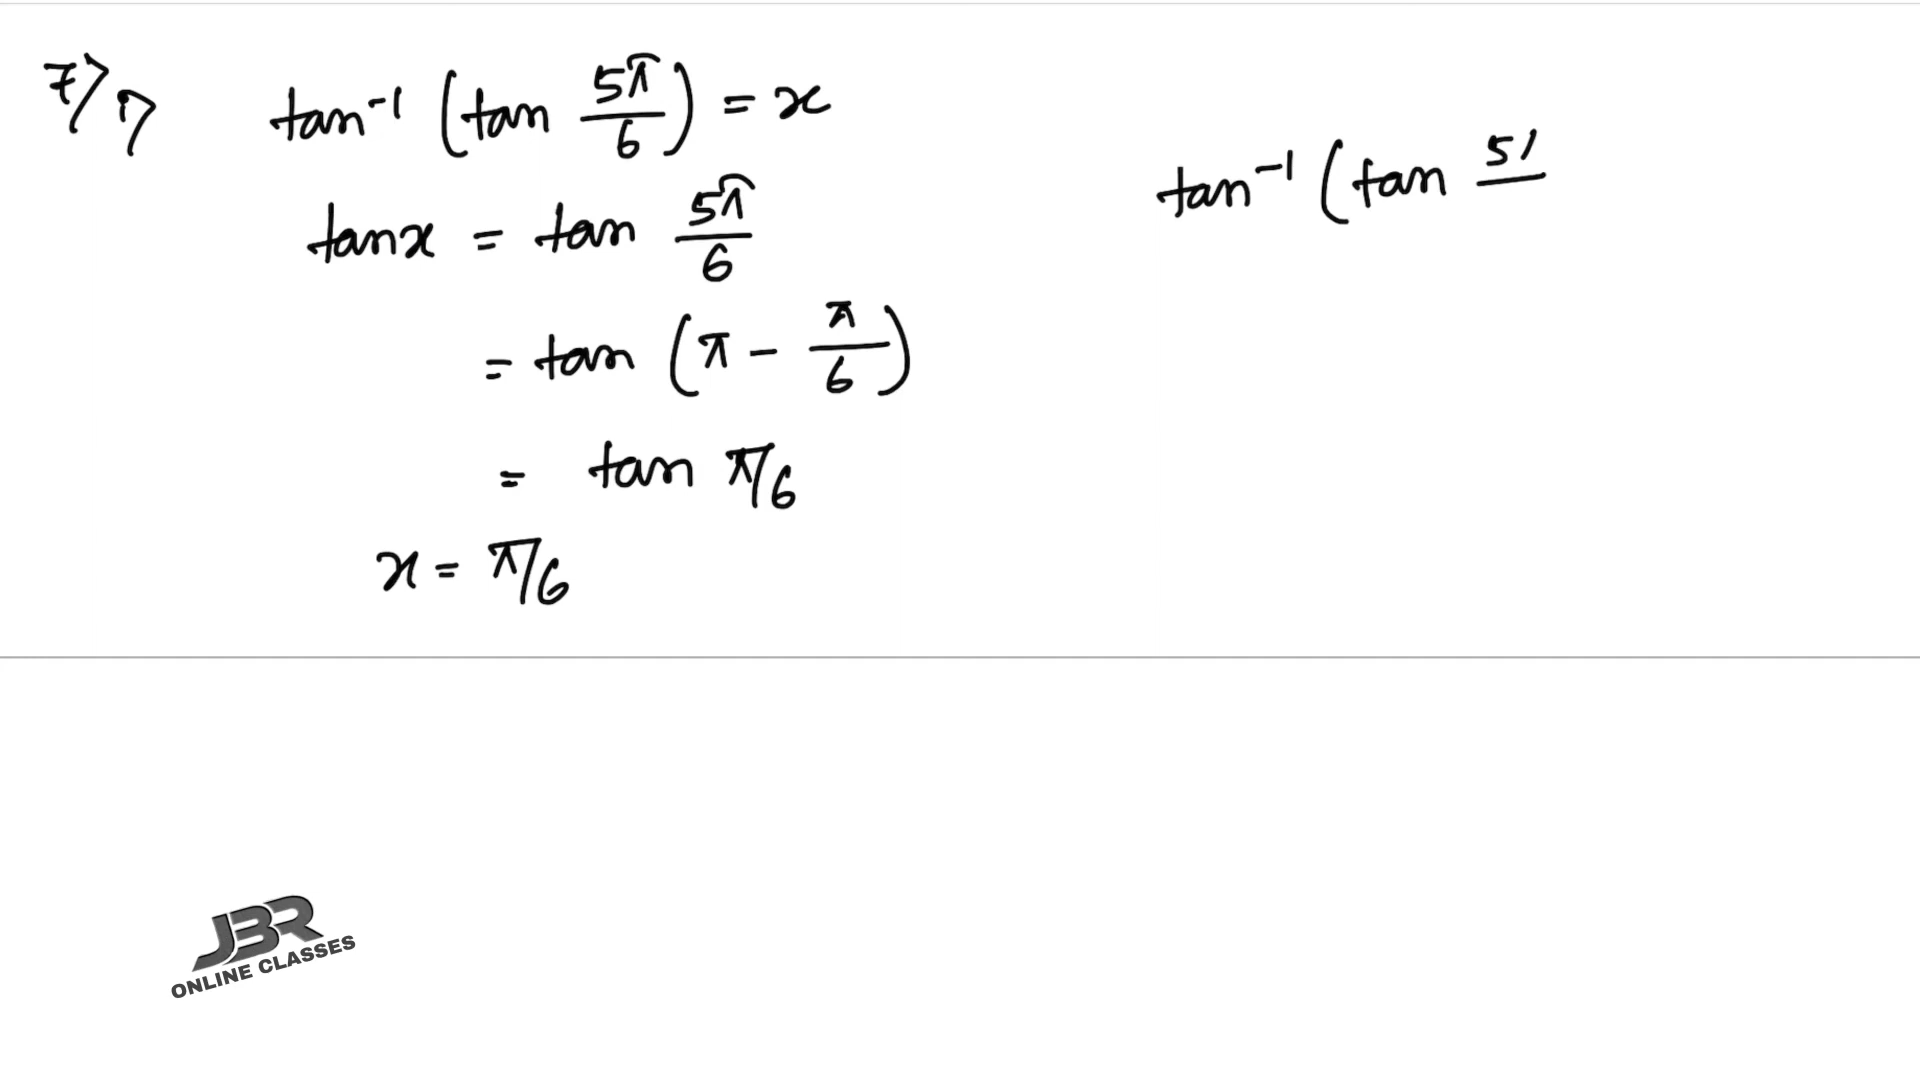 7/
tan⁻¹ (tan 5π/6) = x
tan x = tan 5π/6
= tan (π - π/6)
= tan π/6
x = π/6
tan⁻¹ (tan 5/
JBR
ONLINE CLASSES